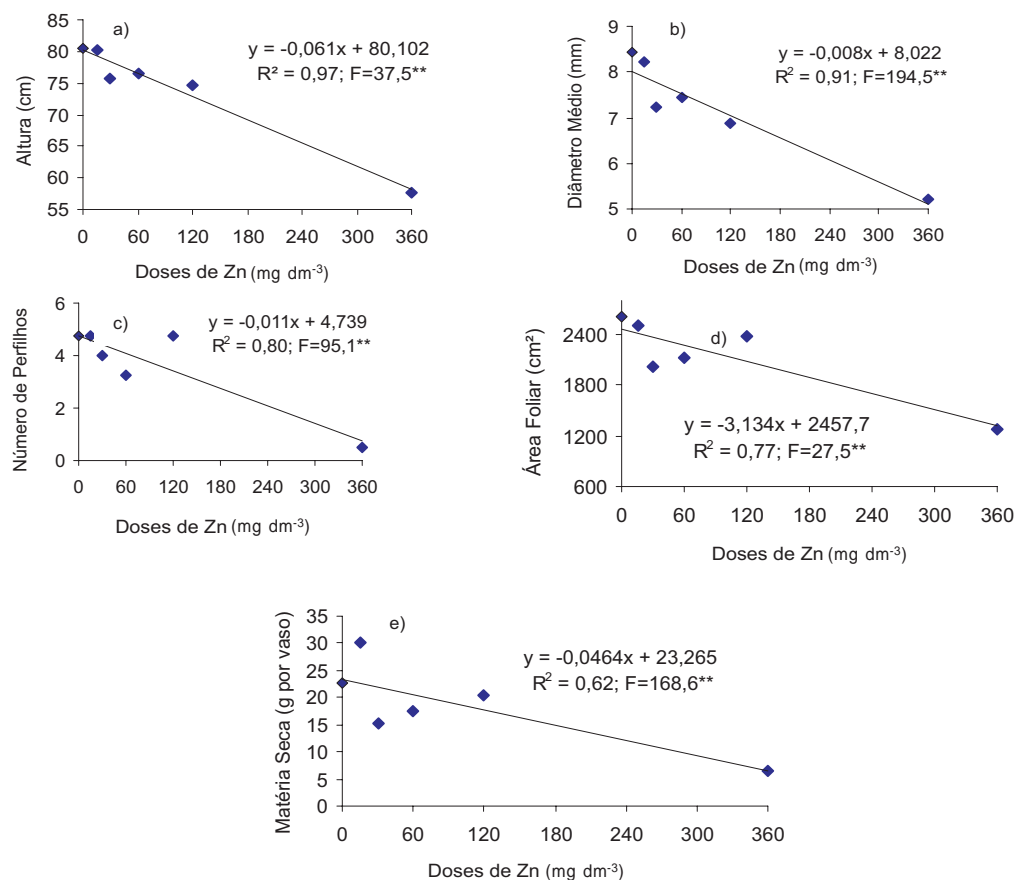 a)
y = -0,061x + 80,102
R² = 0,97; F=37,5**
Altura (cm)
85
80
75
70
65
60
55
0 60 120 180 240 300 360
Doses de Zn (mg dm-3)
b)
y = -0,008x + 8,022
R2 = 0,91; F=194,5**
Diâmetro Médio (mm)
9
8
7
6
5
0 60 120 180 240 300 360
Doses de Zn (mg dm-3)
c)
y = -0,011x + 4,739
R2 = 0,80; F=95,1**
Número de Perfilhos
6
4
2
0
0 60 120 180 240 300 360
Doses de Zn (mg dm-3)
d)
y = -3,134x + 2457,7
R2 = 0,77; F=27,5**
Área Foliar (cm²)
2400
1800
1200
600
0 60 120 180 240 300 360
Doses de Zn (mg dm-3)
e)
y = -0,0464x + 23,265
R2 = 0,62; F=168,6**
Matéria Seca (g por vaso)
35
30
25
20
15
10
5
0
0 60 120 180 240 300 360
Doses de Zn (mg dm-3)